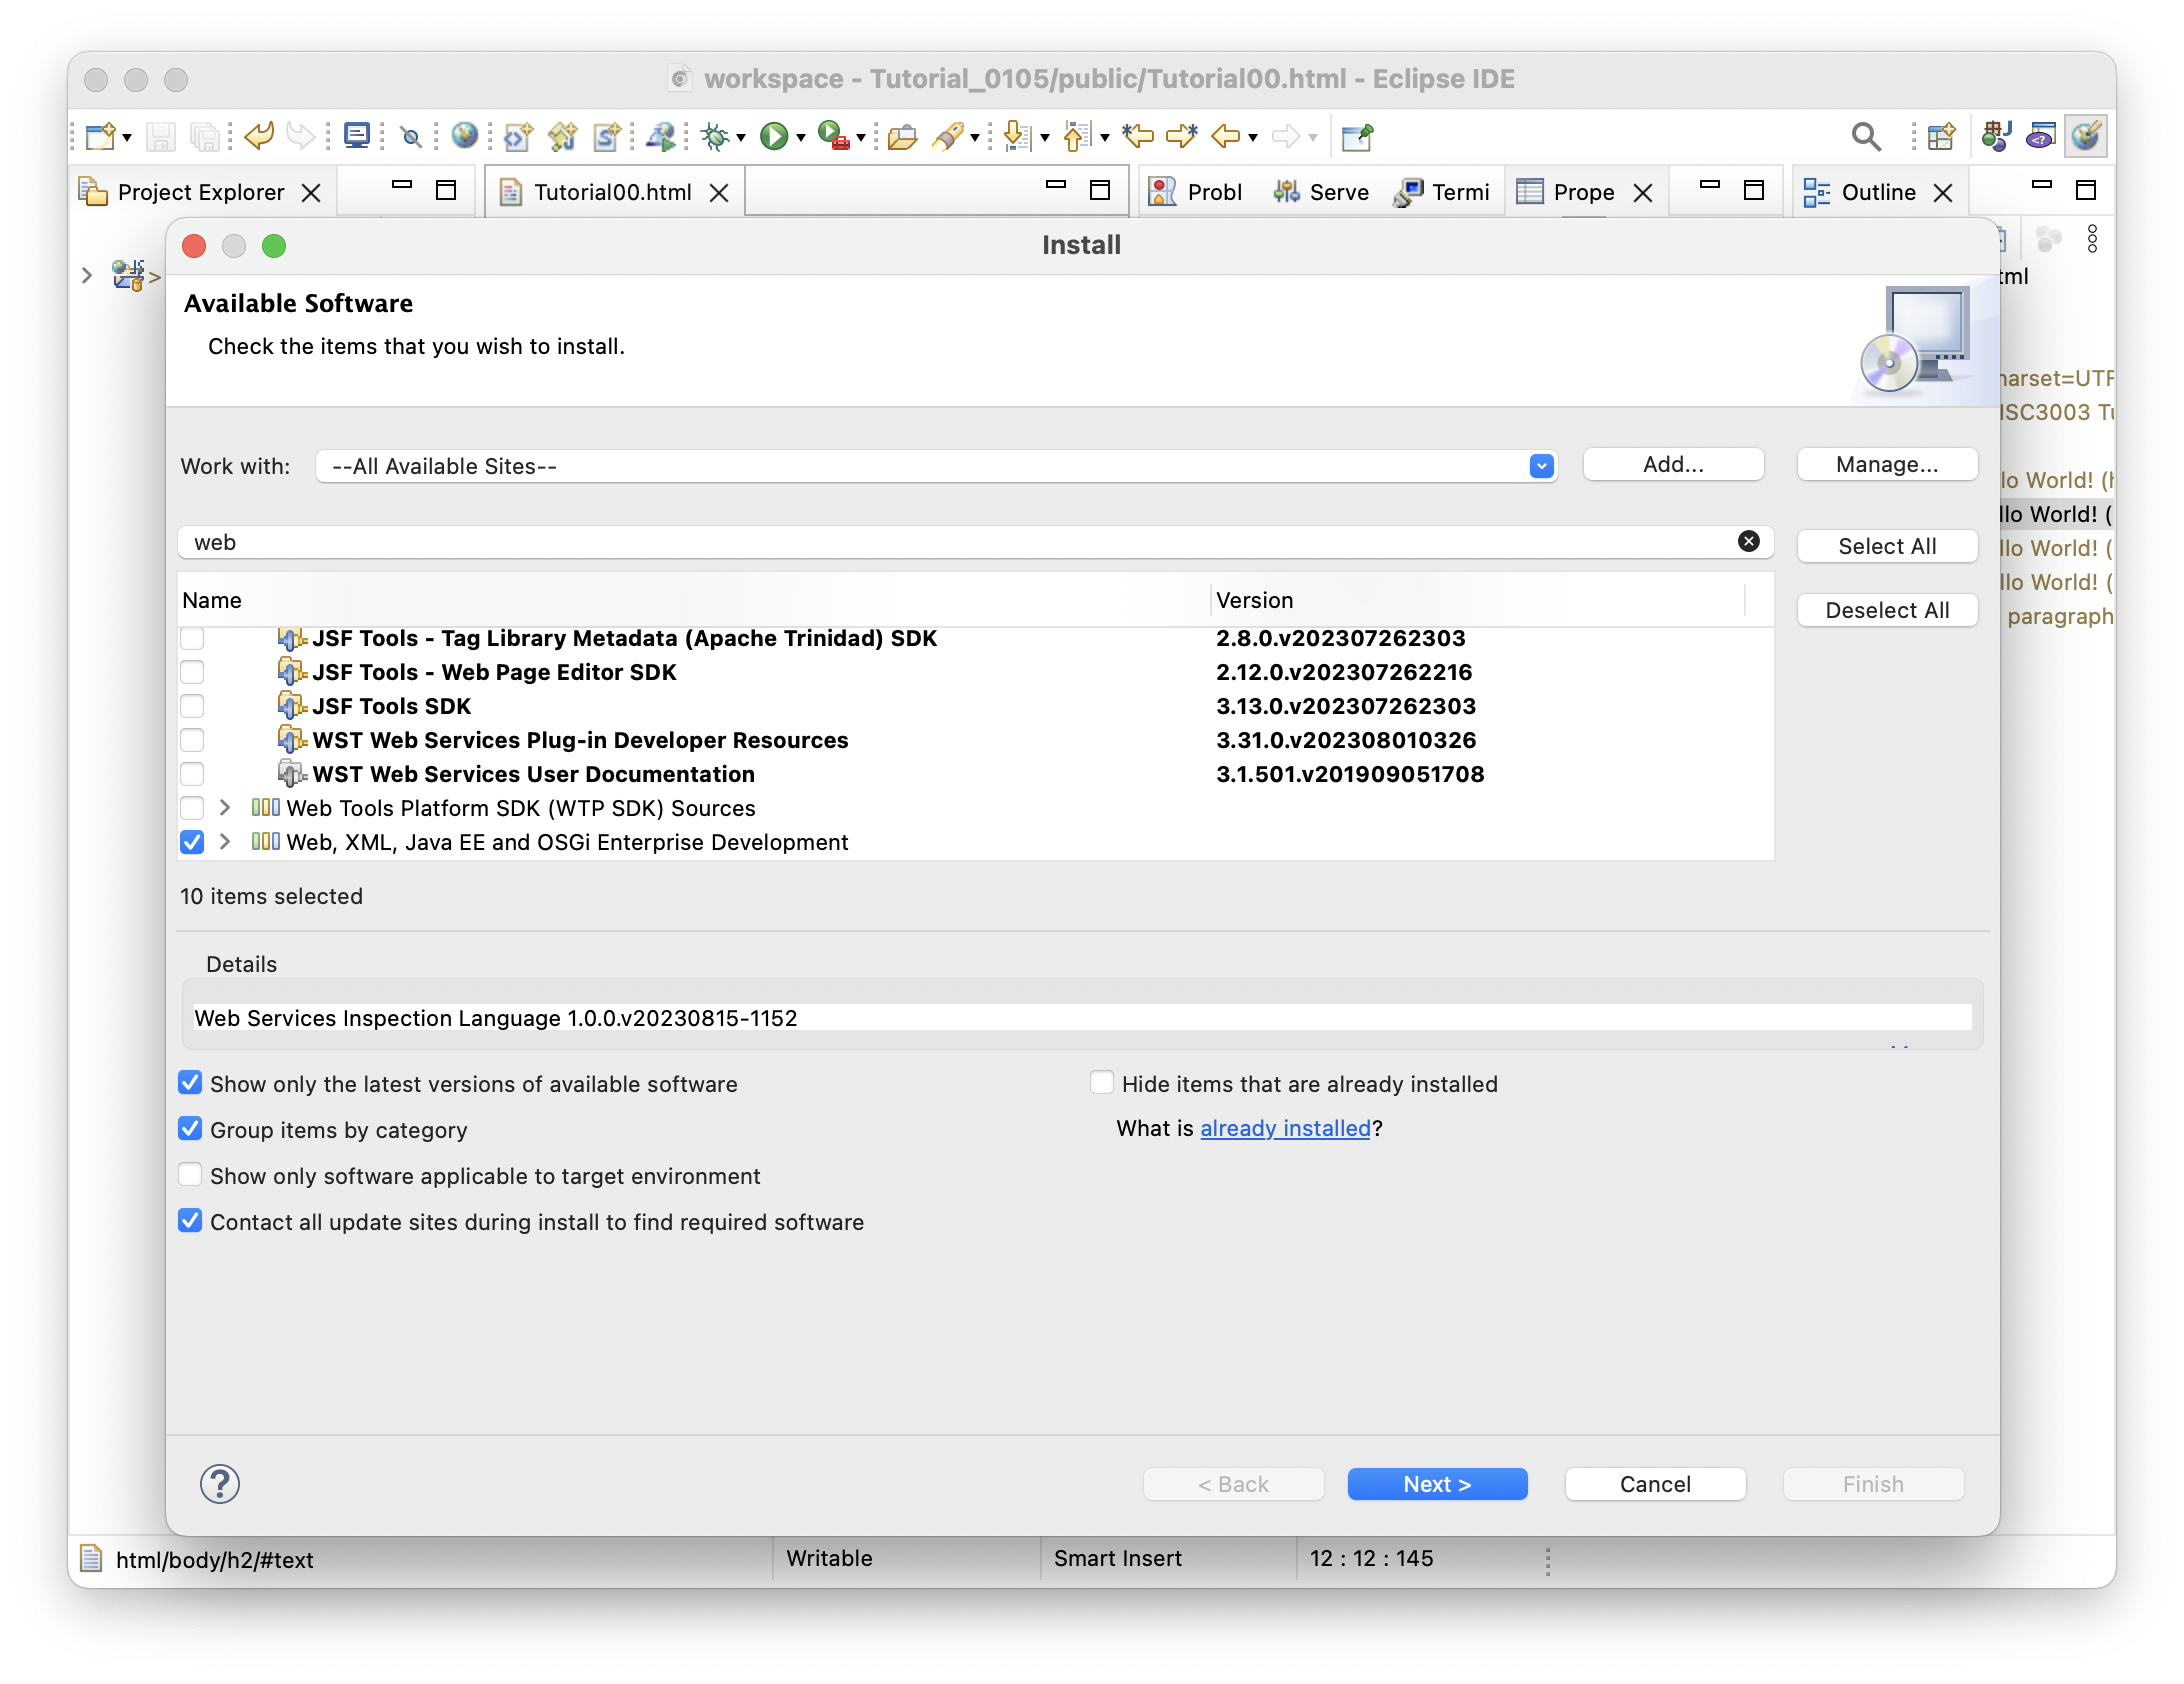 workspace - Tutorial_0105/public/Tutorial00.html - Eclipse IDE
Project Explorer
Tutorial00.html
Probl
Serve
Termi
Prope
Outline
Install
Available Software
Check the items that you wish to install.
Work with:
--All Available Sites--
Add...
Manage...
web
Select All
Deselect All
Name
Version
JSF Tools - Tag Library Metadata (Apache Trinidad) SDK 2.8.0.v202307262303
JSF Tools - Web Page Editor SDK 2.12.0.v202307262216
JSF Tools SDK 3.13.0.v202307262303
WST Web Services Plug-in Developer Resources 3.31.0.v202308010326
WST Web Services User Documentation 3.1.501.v201909051708
Web Tools Platform SDK (WTP SDK) Sources
Web, XML, Java EE and OSGi Enterprise Development
10 items selected
Details
Web Services Inspection Language 1.0.0.v20230815-1152
Show only the latest versions of available software
Hide items that are already installed
Group items by category
What is already installed?
Show only software applicable to target environment
Contact all update sites during install to find required software
?
< Back
Next >
Cancel
Finish
tml
harset=UTF
ISC3003 Tu
lo World! (h
llo World! (
llo World! (
llo World! (
paragraph
html/body/h2/#text
Writable
Smart Insert
12 : 12 : 145